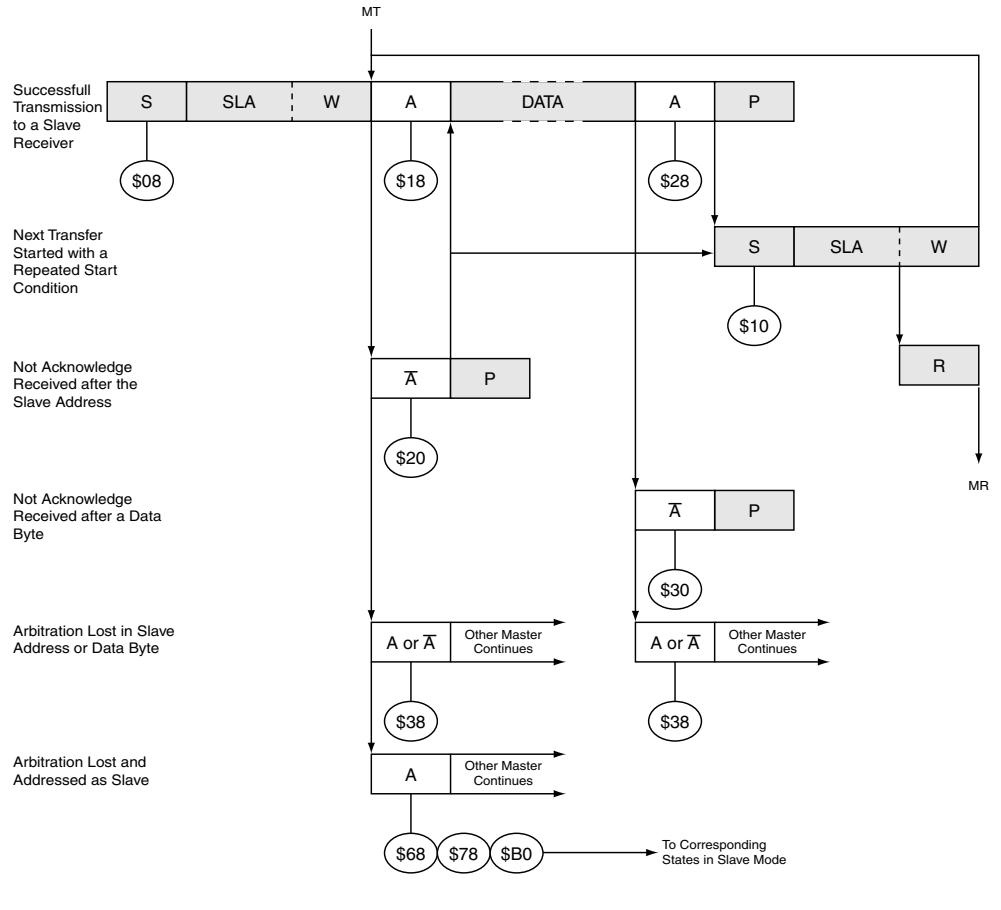 MT
Successfull
Transmission
to a Slave
Receiver
S
SLA
W
A
DATA
A
P
$08
$18
$28
Next Transfer
Started with a
Repeated Start
Condition
S
SLA
W
$10
Not Acknowledge
Received after the
Slave Address
A̅
P
R
$20
MR
Not Acknowledge
Received after a Data
Byte
A̅
P
$30
Arbitration Lost in Slave
Address or Data Byte
A or A̅
Other Master
Continues
A or A̅
Other Master
Continues
$38
$38
Arbitration Lost and
Addressed as Slave
A
Other Master
Continues
$68
$78
$B0
To Corresponding
States in Slave Mode